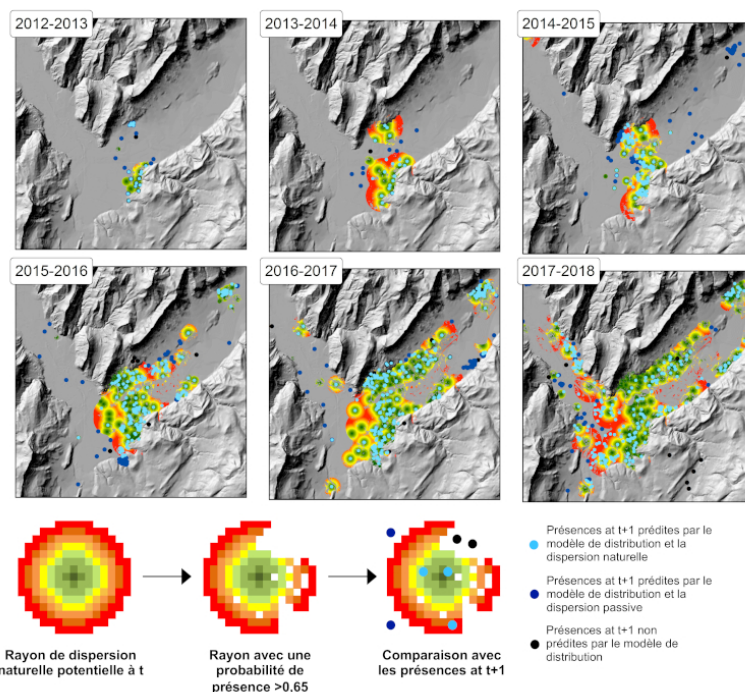 2012-2013
2013-2014
2014-2015
2015-2016
2016-2017
2017-2018
Rayon de dispersion
naturelle potentielle à t
Rayon avec une
probabilité de
présence >0.65
Comparaison avec
les présences at t+1
Présences at t+1 prédites par le
modèle de distribution et la
dispersion naturelle
Présences at t+1 prédites par le
modèle de distribution et la
dispersion passive
Présences at t+1 non
prédites par le modèle de
distribution